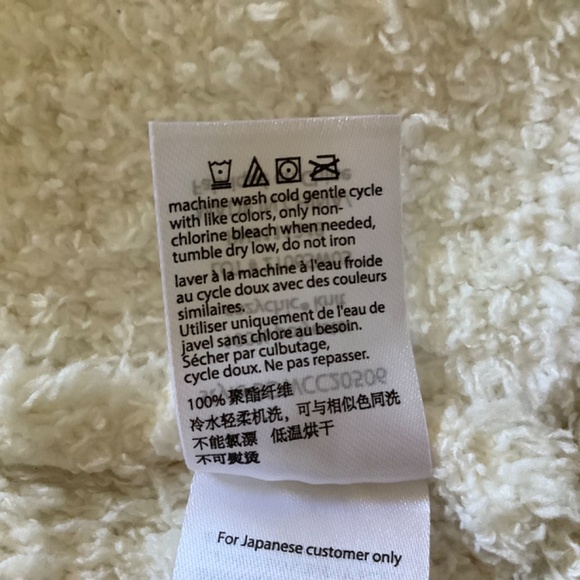 machine wash cold gentle cycle
with like colors, only non-
chlorine bleach when needed,
tumble dry low, do not iron
laver à la machine à l'eau froide
au cycle doux avec des couleurs
similaires.
Utiliser uniquement de l'eau de
javel sans chlore au besoin.
Sécher par culbutage,
cycle doux. Ne pas repasser.
100% 聚酯纤维
冷水轻柔机洗，可与相似色同洗
不能氯漂 低温烘干
不可熨烫
For Japanese customer only